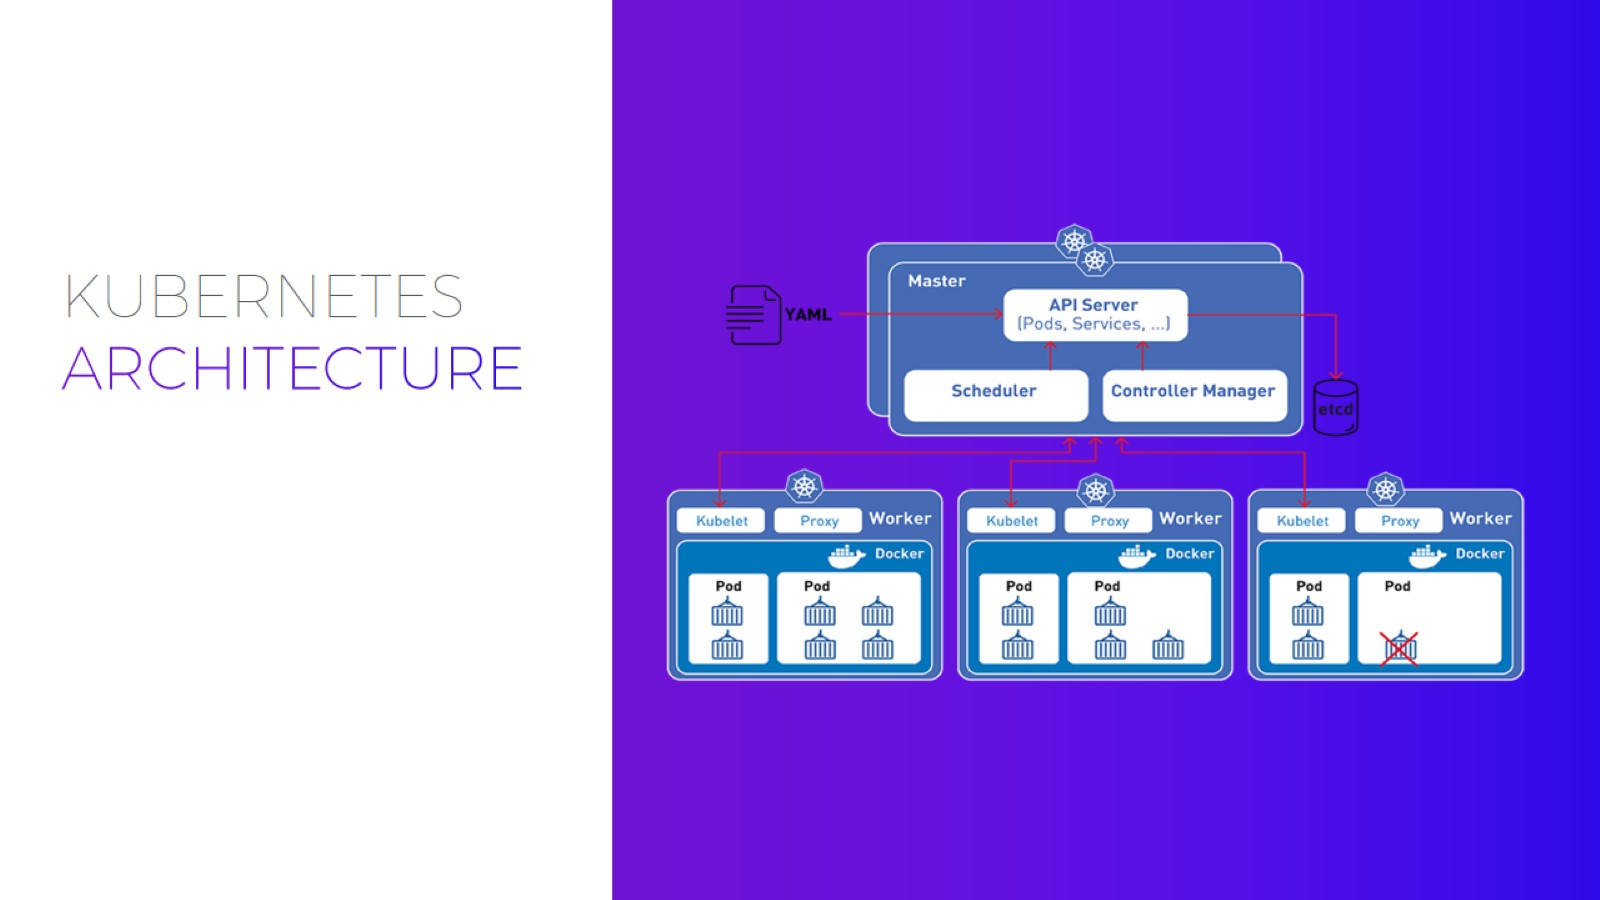 KUBERNETES
ARCHITECTURE
Master
YAML
API Server
(Pods, Services, ...)
Scheduler
Controller Manager
etcd
Kubelet
Proxy
Worker
Docker
Pod
Pod
Kubelet
Proxy
Worker
Docker
Pod
Pod
Kubelet
Proxy
Worker
Docker
Pod
Pod